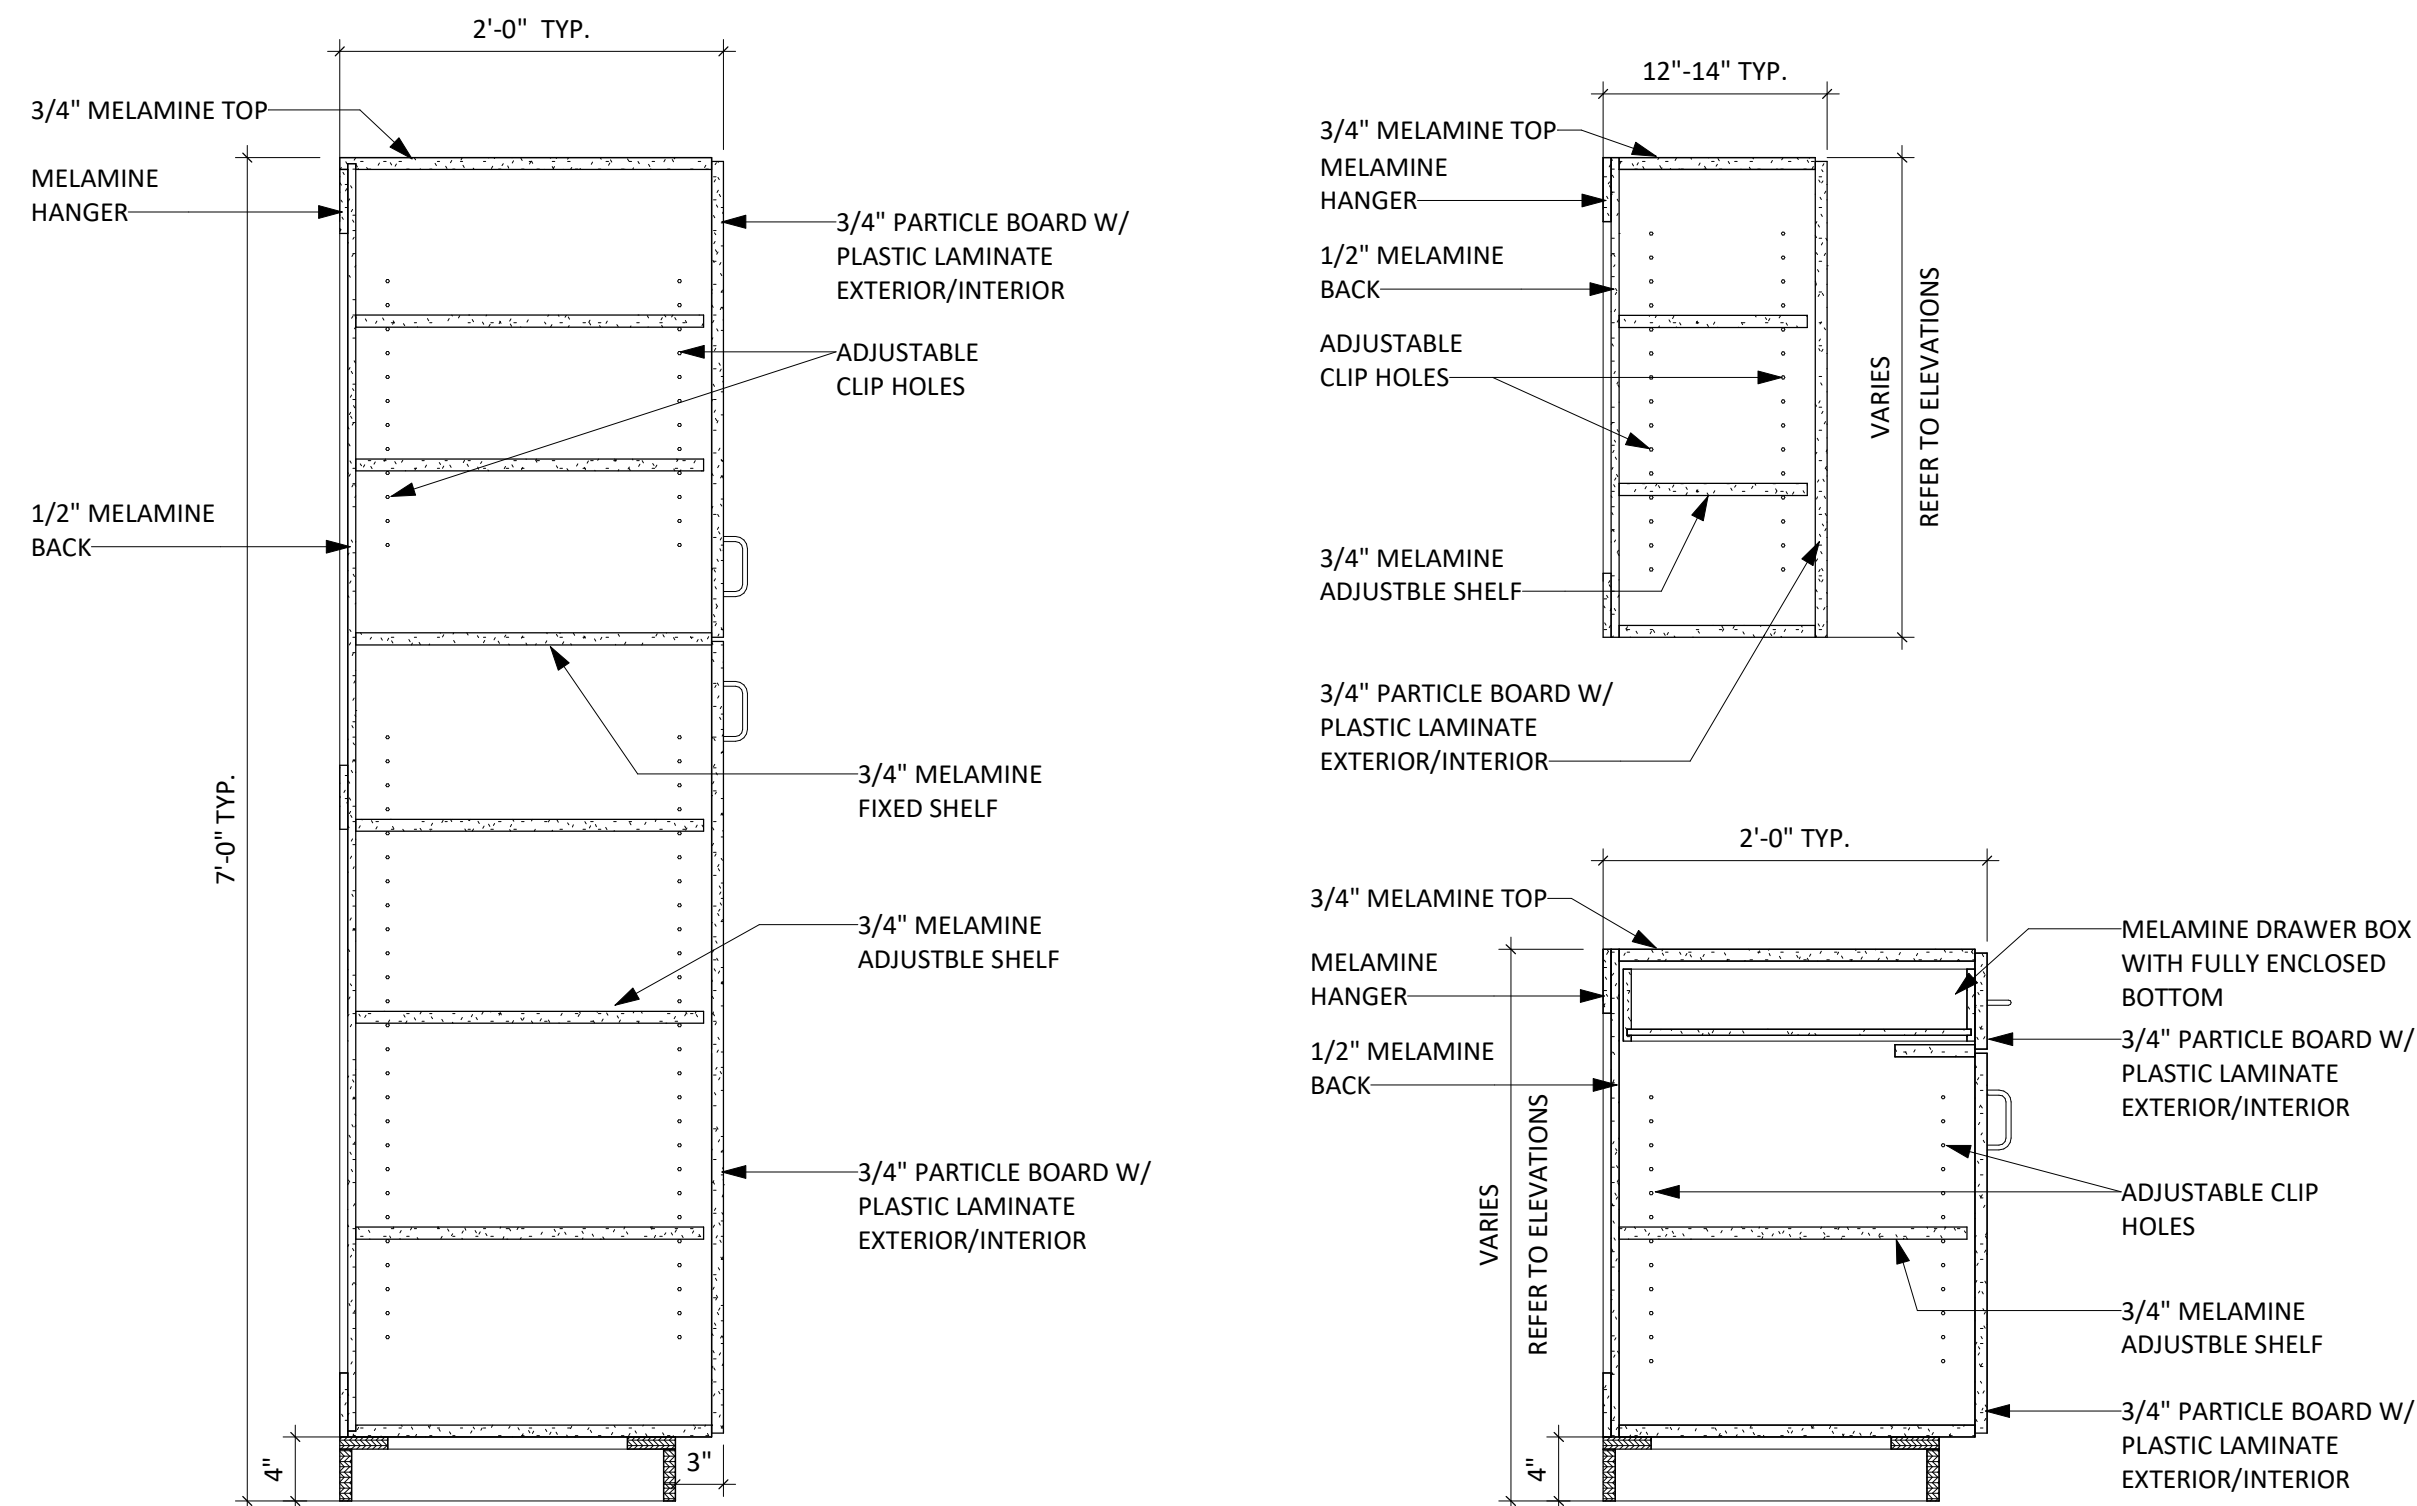 2'-0" TYP.
3/4" MELAMINE TOP
MELAMINE
HANGER
3/4" PARTICLE BOARD W/
PLASTIC LAMINATE
EXTERIOR/INTERIOR
ADJUSTABLE
CLIP HOLES
1/2" MELAMINE
BACK
7'-0" TYP.
3/4" MELAMINE
FIXED SHELF
3/4" MELAMINE
ADJUSTBLE SHELF
3/4" PARTICLE BOARD W/
PLASTIC LAMINATE
EXTERIOR/INTERIOR
4"
3"
12"-14" TYP.
3/4" MELAMINE TOP
MELAMINE
HANGER
1/2" MELAMINE
BACK
ADJUSTABLE
CLIP HOLES
VARIES
REFER TO ELEVATIONS
3/4" MELAMINE
ADJUSTBLE SHELF
3/4" PARTICLE BOARD W/
PLASTIC LAMINATE
EXTERIOR/INTERIOR
2'-0" TYP.
3/4" MELAMINE TOP
MELAMINE
HANGER
1/2" MELAMINE
BACK
VARIES
REFER TO ELEVATIONS
MELAMINE DRAWER BOX
WITH FULLY ENCLOSED
BOTTOM
3/4" PARTICLE BOARD W/
PLASTIC LAMINATE
EXTERIOR/INTERIOR
ADJUSTABLE CLIP
HOLES
3/4" MELAMINE
ADJUSTBLE SHELF
3/4" PARTICLE BOARD W/
PLASTIC LAMINATE
EXTERIOR/INTERIOR
4"